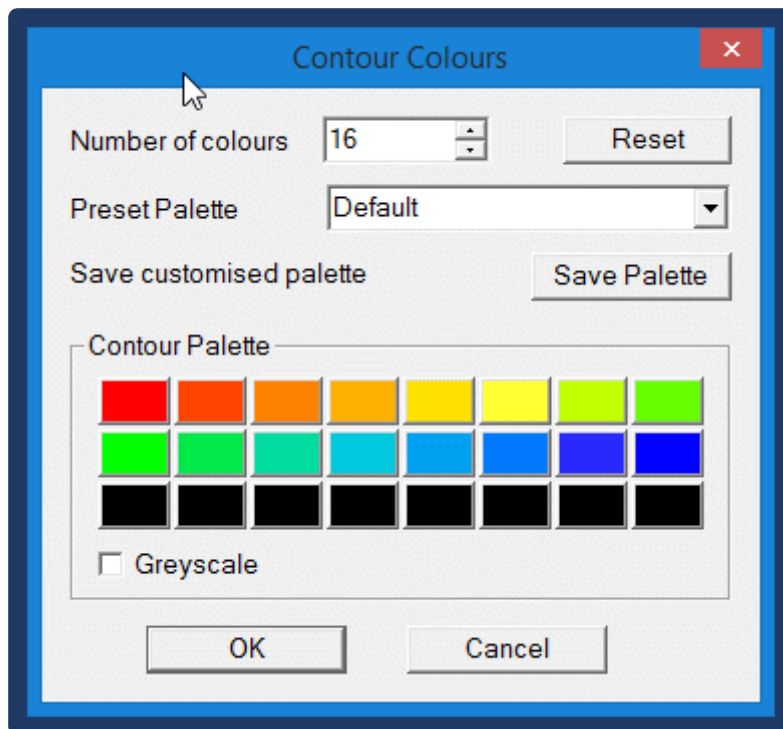 Contour Colours
Number of colours 16 Reset
Preset Palette Default
Save customised palette Save Palette
Contour Palette
Greyscale
OK Cancel